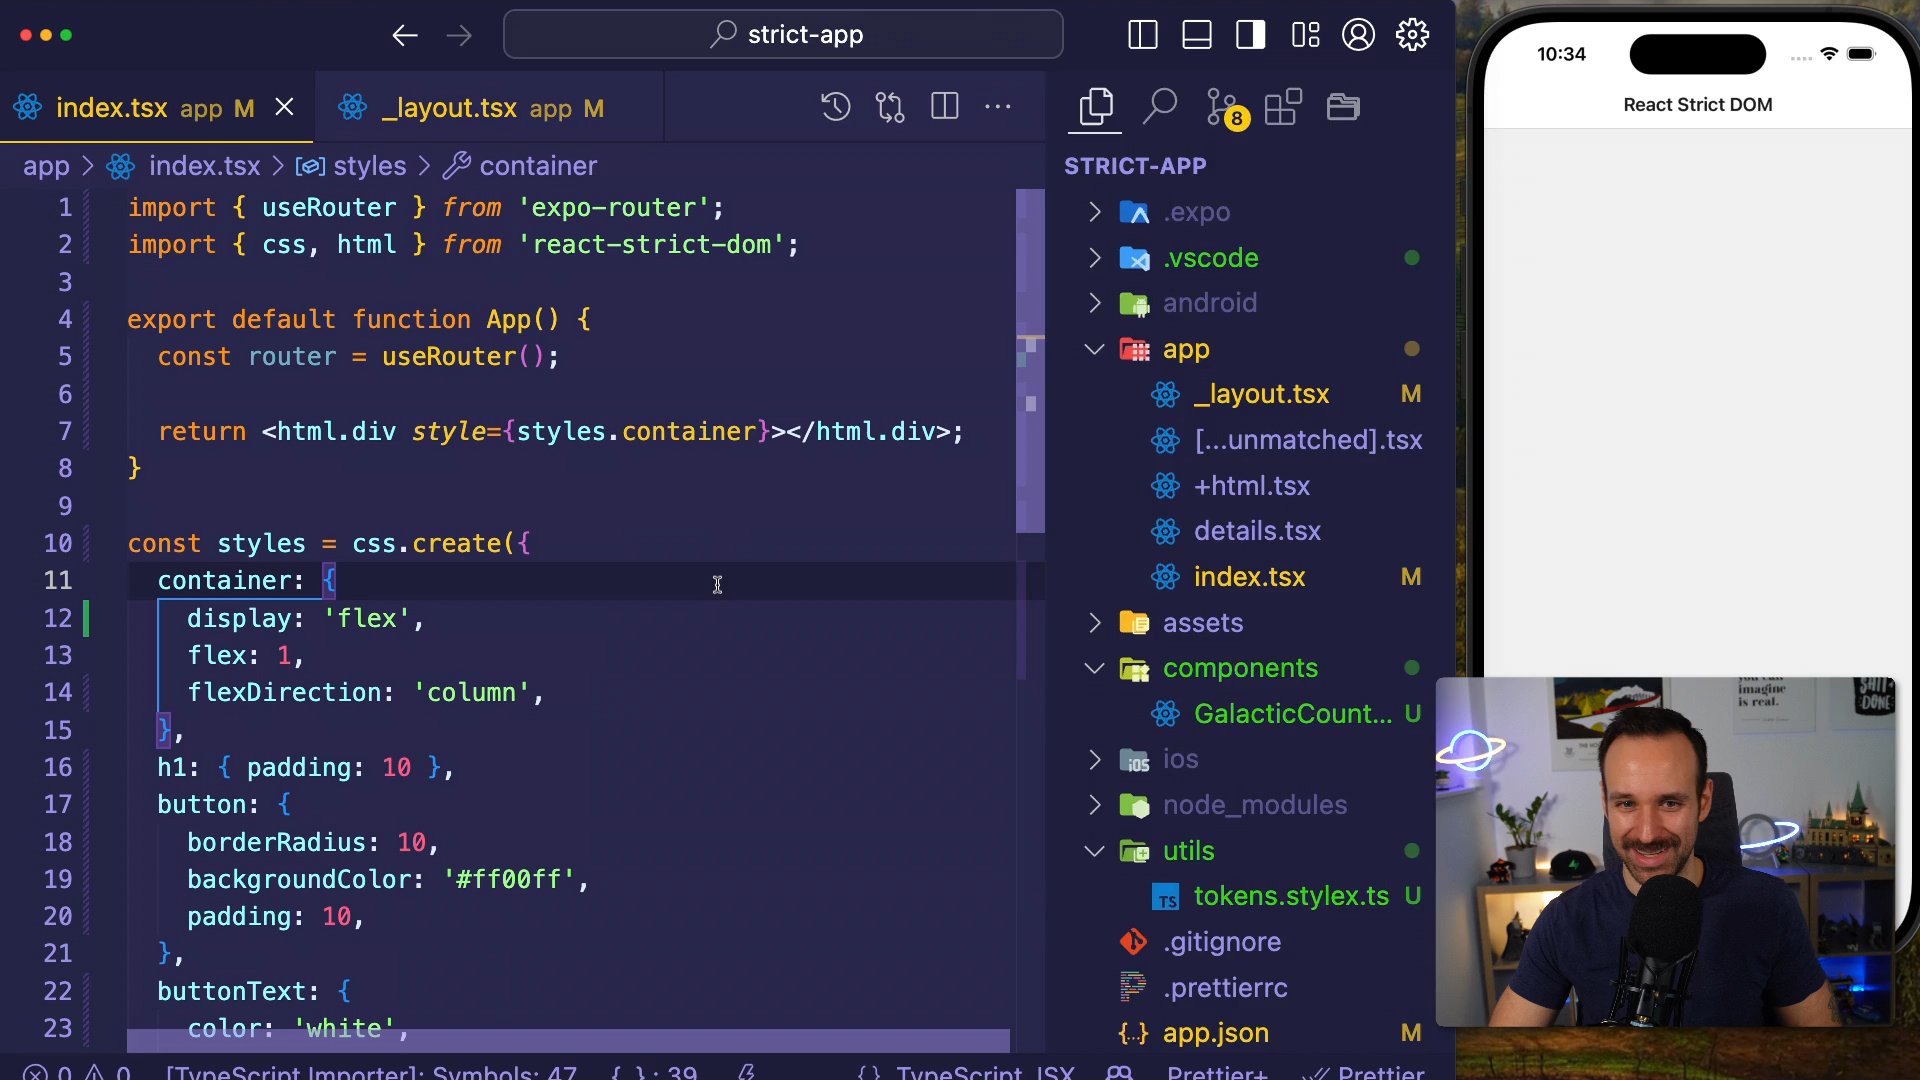 strict-app
index.tsx app M
_layout.tsx app M
app > index.tsx > styles > container
1 import { useRouter } from 'expo-router';
2 import { css, html } from 'react-strict-dom';
3
4 export default function App() {
5 const router = useRouter();
6
7 return <html.div style={styles.container}></html.div>;
8 }
9
10 const styles = css.create({
11 container: {
12 display: 'flex',
13 flex: 1,
14 flexDirection: 'column',
15 },
16 h1: { padding: 10 },
17 button: {
18 borderRadius: 10,
19 backgroundColor: '#ff00ff',
20 padding: 10,
21 },
22 buttonText: {
23 color: 'white',
0 0 [TypeScript Importer]: Symbols: 47 { } : 39 {} TypeScript JSX Prettier+ Prettier
8
STRICT-APP
.expo
.vscode
android
app
_layout.tsx M
[...unmatched].tsx
+html.tsx
details.tsx
index.tsx M
assets
components
GalacticCount... U
ios
node_modules
utils
TS tokens.stylex.ts U
.gitignore
.prettierrc
{..} app.json M
10:34
React Strict DOM
you can
imagine
is real.
SHIT
DONE